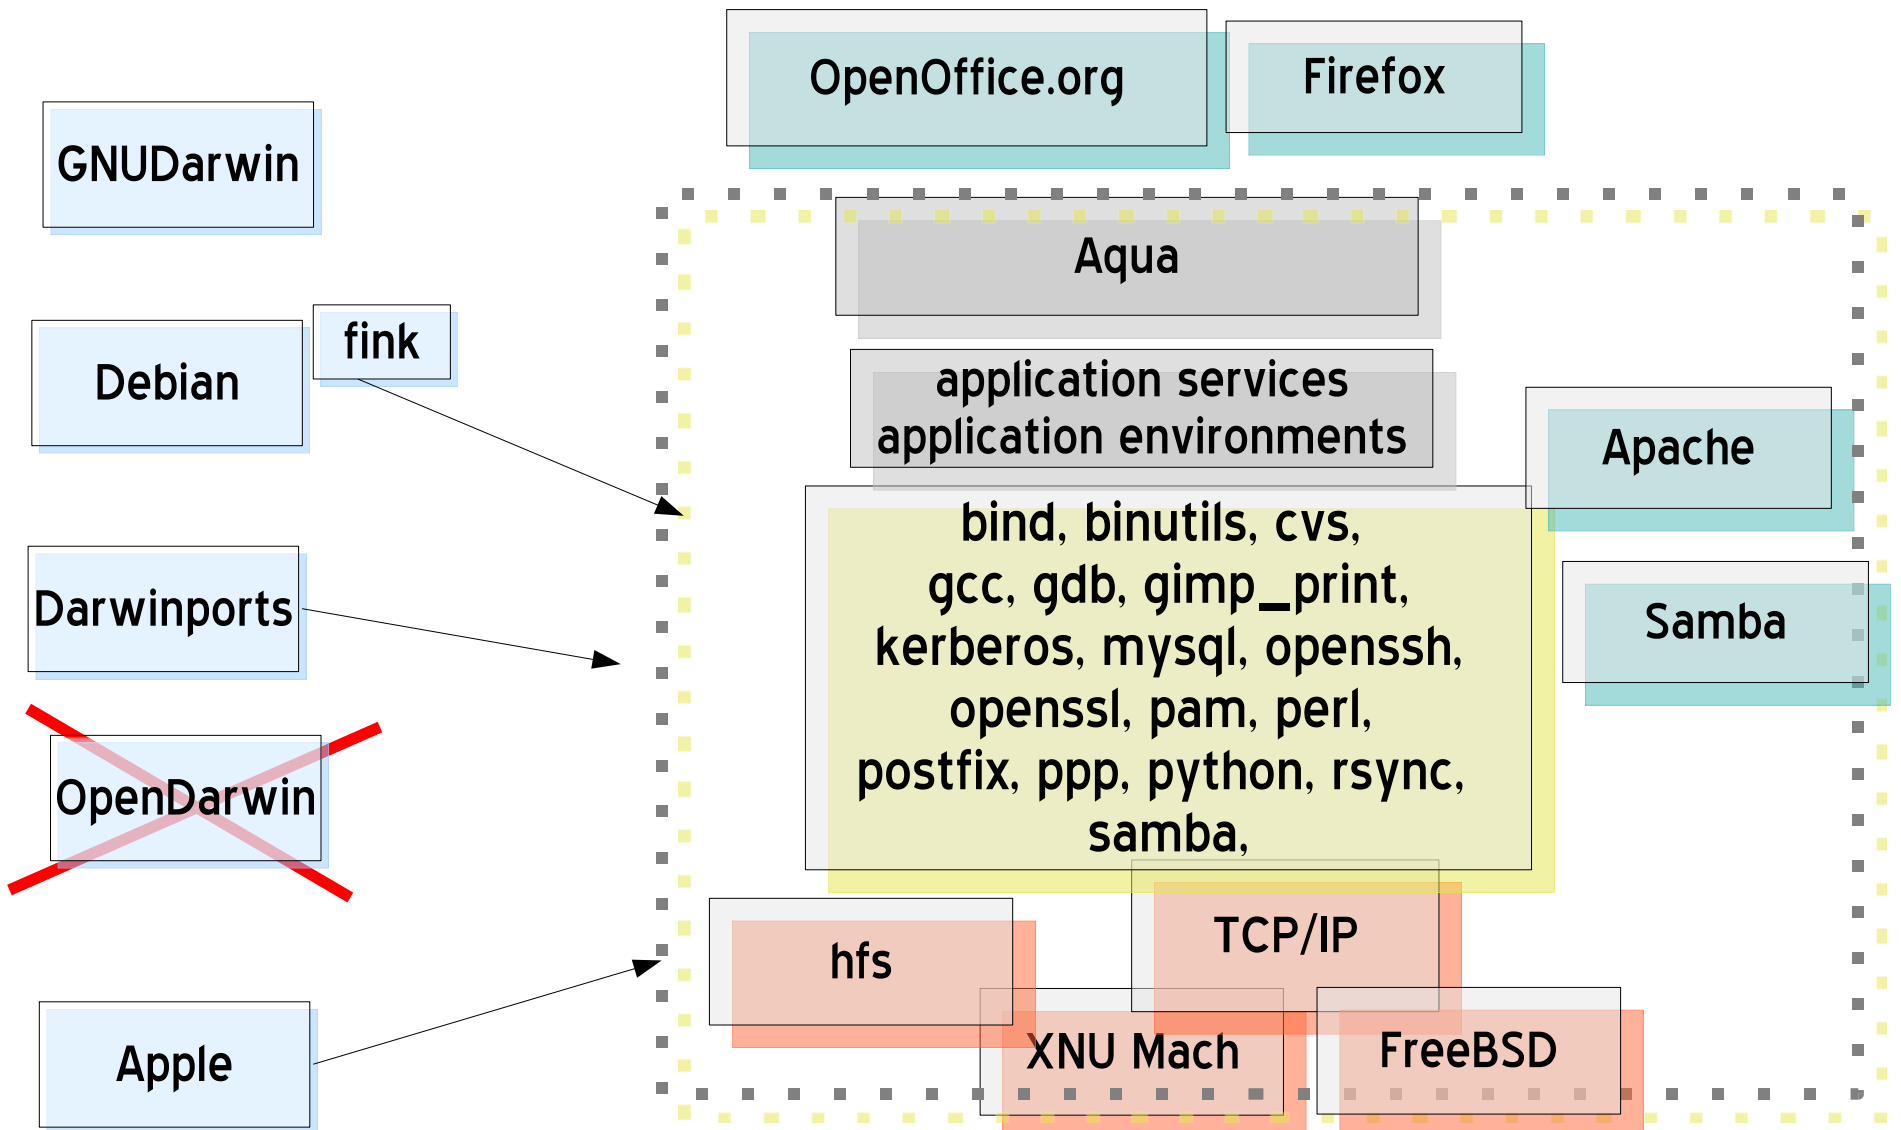 OpenOffice.org
Firefox
GNUDarwin
Aqua
fink
Debian
application services
application environments
Apache
bind, binutils, cvs,
gcc, gdb, gimp_print,
kerberos, mysql, openssh,
openssl, pam, perl,
postfix, ppp, python, rsync,
samba,
Samba
Darwinports
OpenDarwin
hfs
TCP/IP
XNU Mach
FreeBSD
Apple